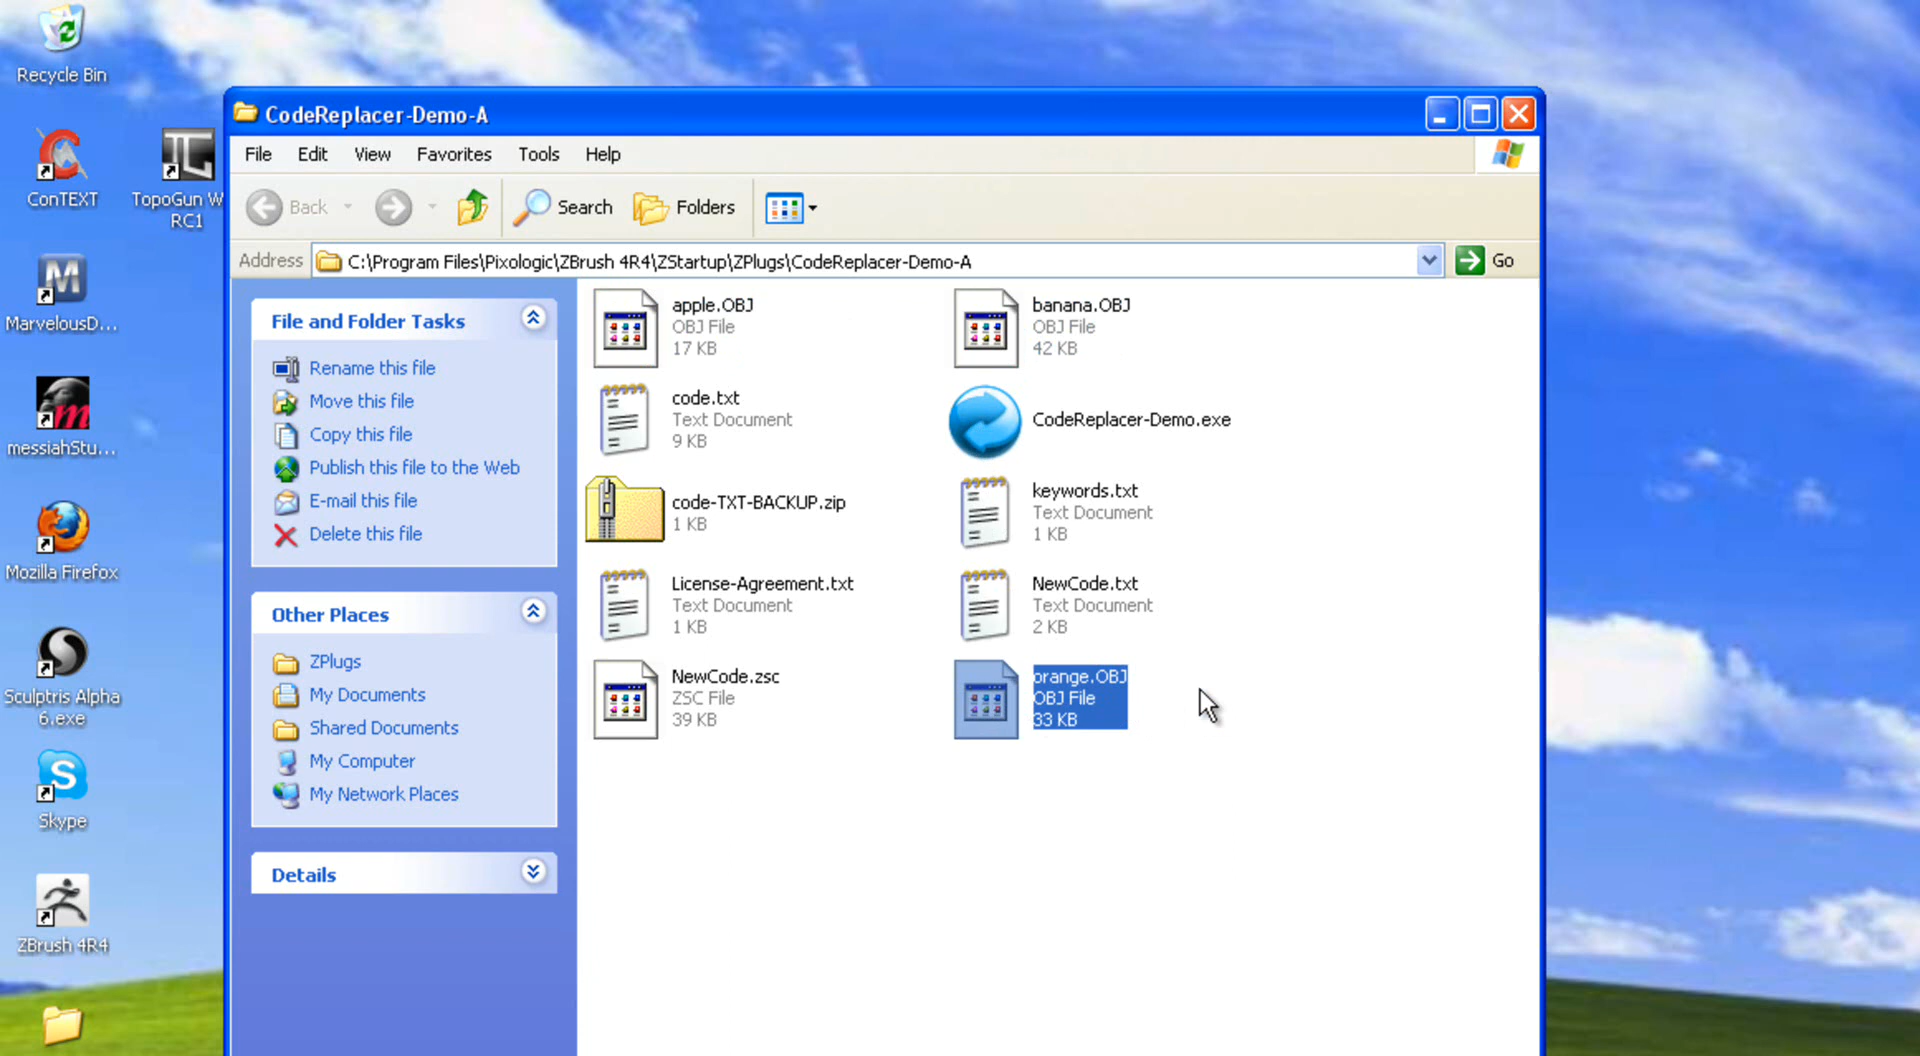 Recycle Bin
ConTEXT
TopoGun W
RC1
MarvelousD...
messiahStu...
Mozilla Firefox
Sculptris Alpha
6.exe
Skype
ZBrush 4R4
CodeReplacer-Demo-A
File Edit View Favorites Tools Help
Back Search Folders
Address C:\Program Files\Pixologic\ZBrush 4R4\ZStartup\ZPlugs\CodeReplacer-Demo-A Go
File and Folder Tasks
Rename this file
Move this file
Copy this file
Publish this file to the Web
E-mail this file
Delete this file
Other Places
ZPlugs
My Documents
Shared Documents
My Computer
My Network Places
Details
apple.OBJ
OBJ File
17 KB
banana.OBJ
OBJ File
42 KB
code.txt
Text Document
9 KB
CodeReplacer-Demo.exe
code-TXT-BACKUP.zip
1 KB
keywords.txt
Text Document
1 KB
License-Agreement.txt
Text Document
1 KB
NewCode.txt
Text Document
2 KB
NewCode.zsc
ZSC File
39 KB
orange.OBJ
OBJ File
33 KB